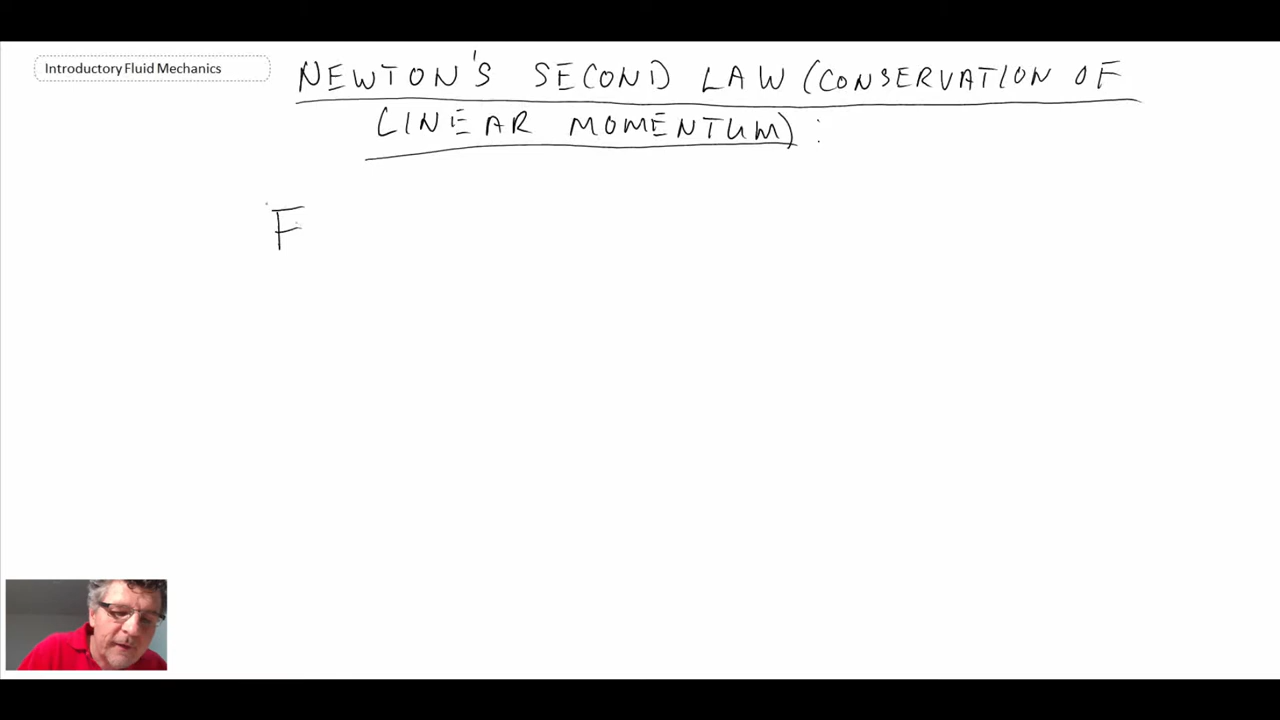 Introductory Fluid Mechanics
NEWTON'S SECOND LAW (CONSERVATION OF
LINEAR MOMENTUM) :
F